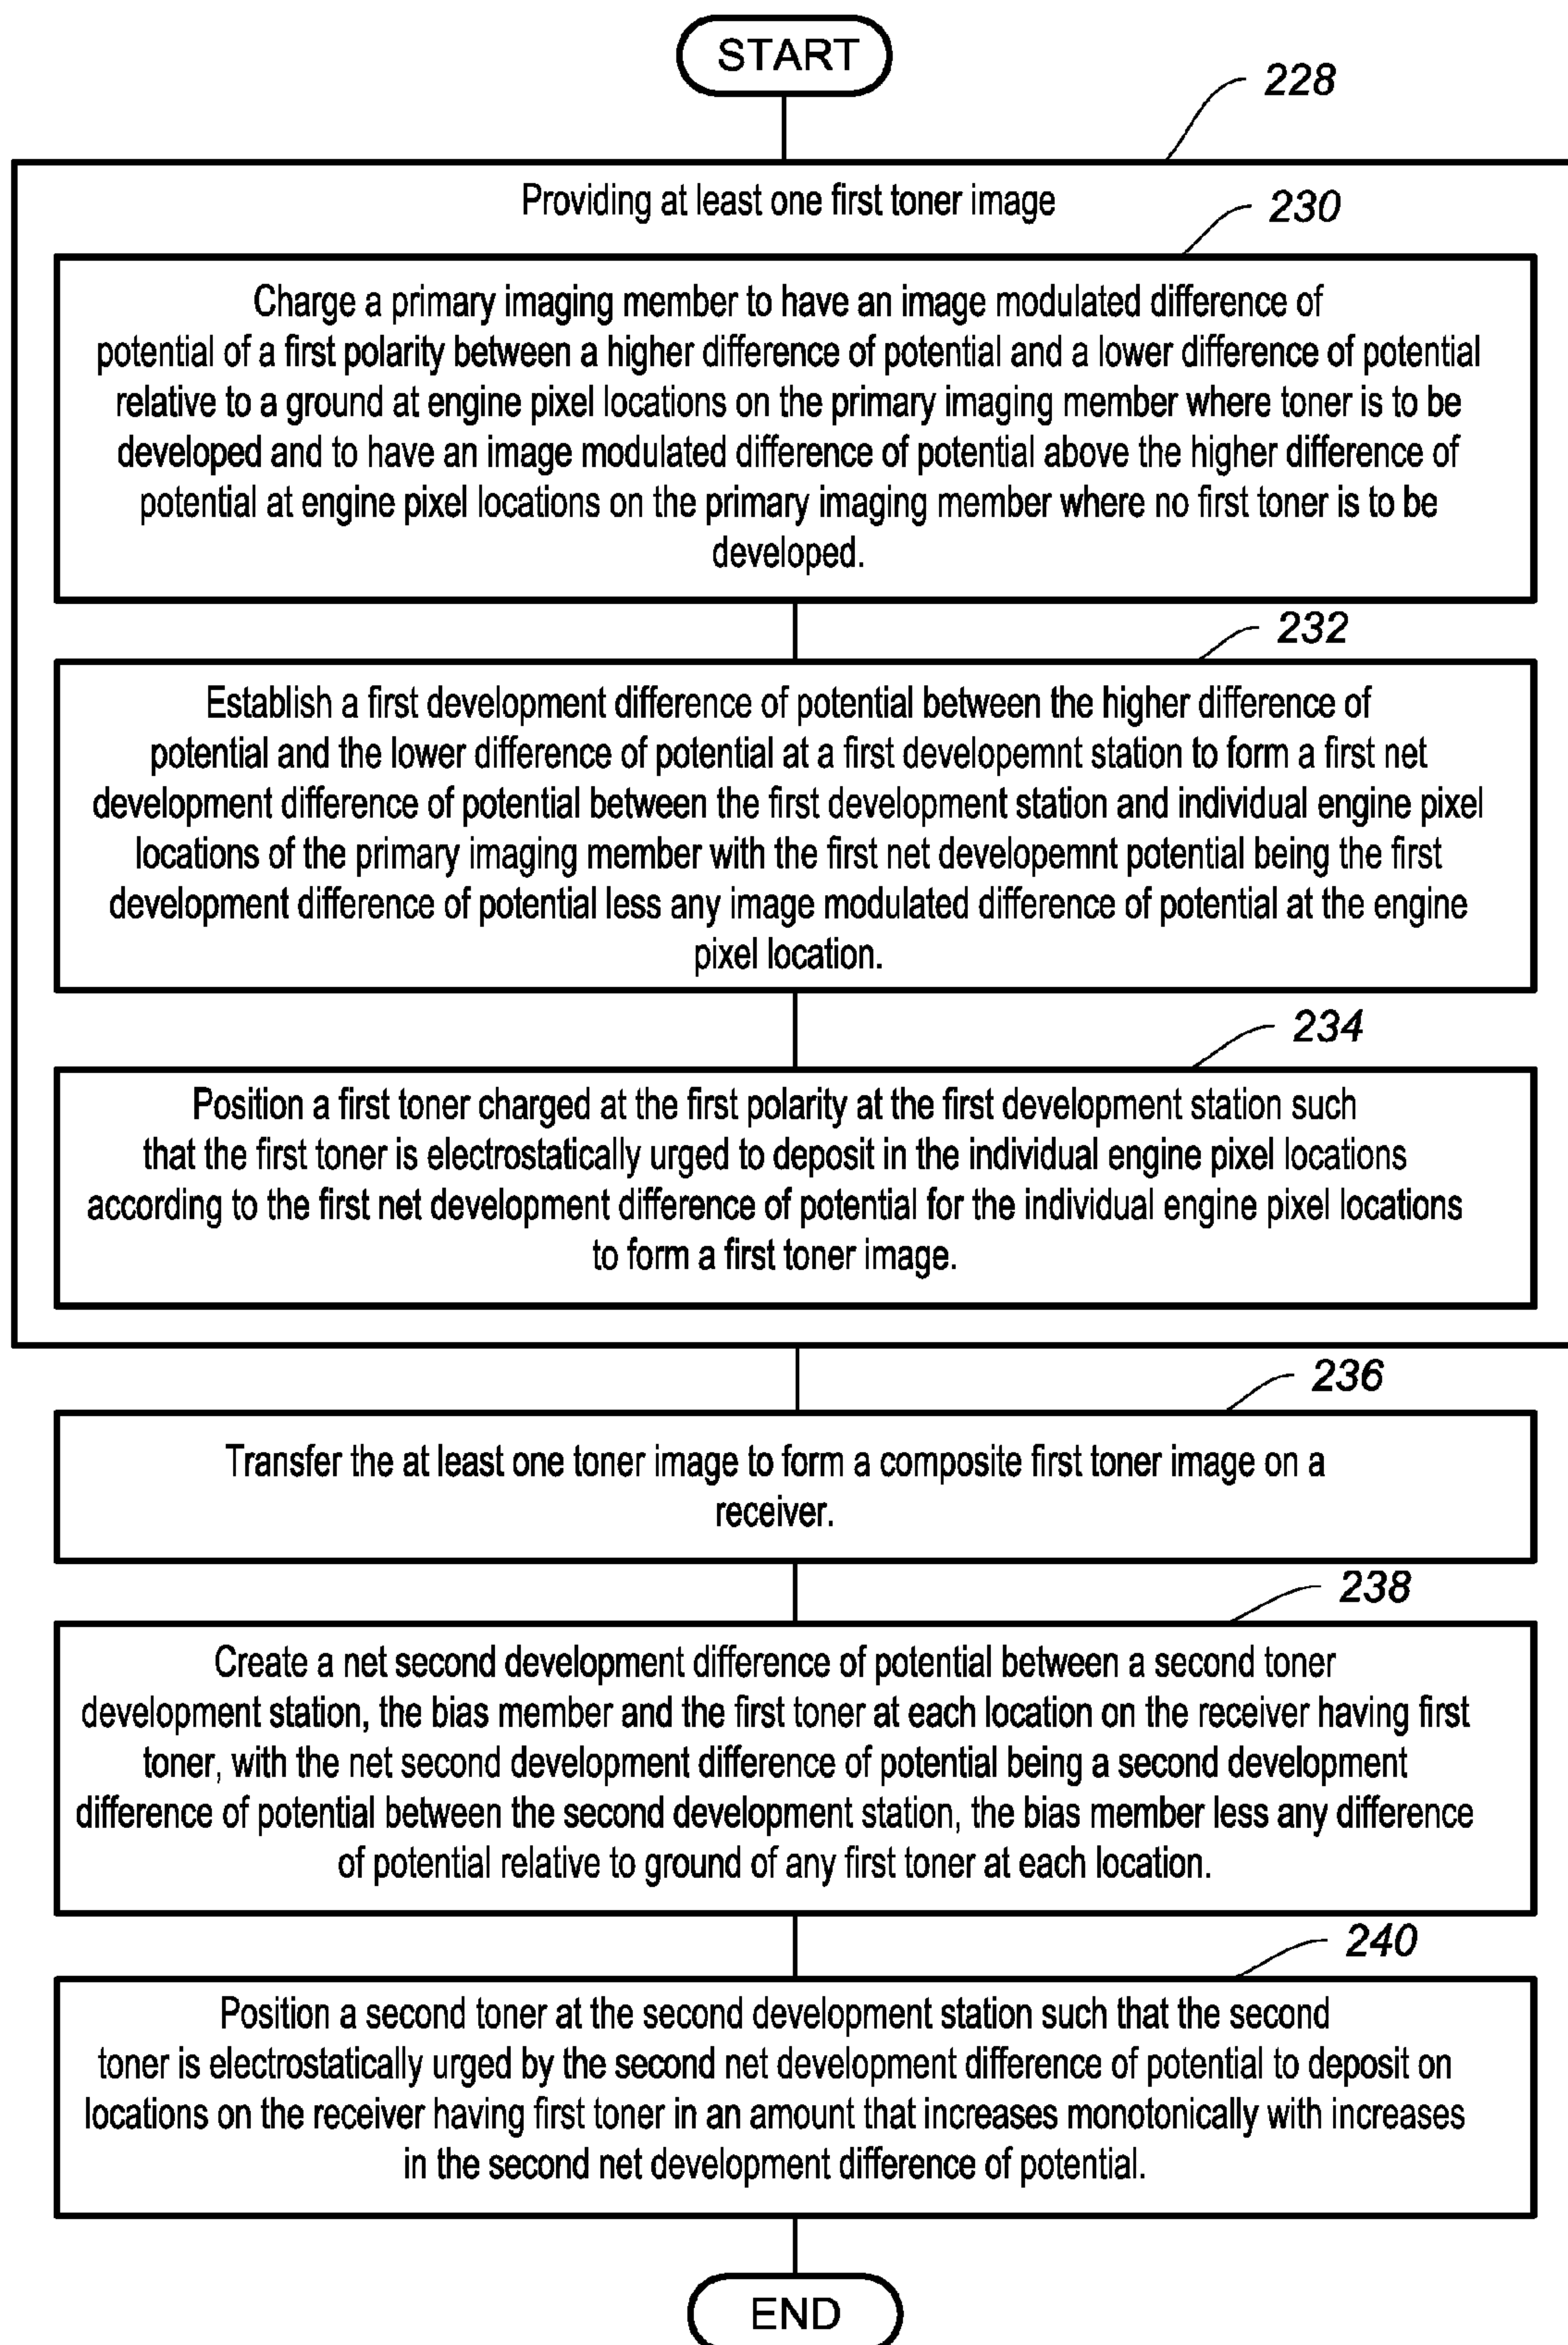 START
228
Providing at least one first toner image
230
Charge a primary imaging member to have an image modulated difference of
potential of a first polarity between a higher difference of potential and a lower difference of potential
relative to a ground at engine pixel locations on the primary imaging member where toner is to be
developed and to have an image modulated difference of potential above the higher difference of
potential at engine pixel locations on the primary imaging member where no first toner is to be
developed.
232
Establish a first development difference of potential between the higher difference of
potential and the lower difference of potential at a first developemnt station to form a first net
development difference of potential between the first development station and individual engine pixel
locations of the primary imaging member with the first net developemnt potential being the first
development difference of potential less any image modulated difference of potential at the engine
pixel location.
234
Position a first toner charged at the first polarity at the first development station such
that the first toner is electrostatically urged to deposit in the individual engine pixel locations
according to the first net development difference of potential for the individual engine pixel locations
to form a first toner image.
236
Transfer the at least one toner image to form a composite first toner image on a
receiver.
238
Create a net second development difference of potential between a second toner
development station, the bias member and the first toner at each location on the receiver having first
toner, with the net second development difference of potential being a second development
difference of potential between the second development station, the bias member less any difference
of potential relative to ground of any first toner at each location.
240
Position a second toner at the second development station such that the second
toner is electrostatically urged by the second net development difference of potential to deposit on
locations on the receiver having first toner in an amount that increases monotonically with increases
in the second net development difference of potential.
END